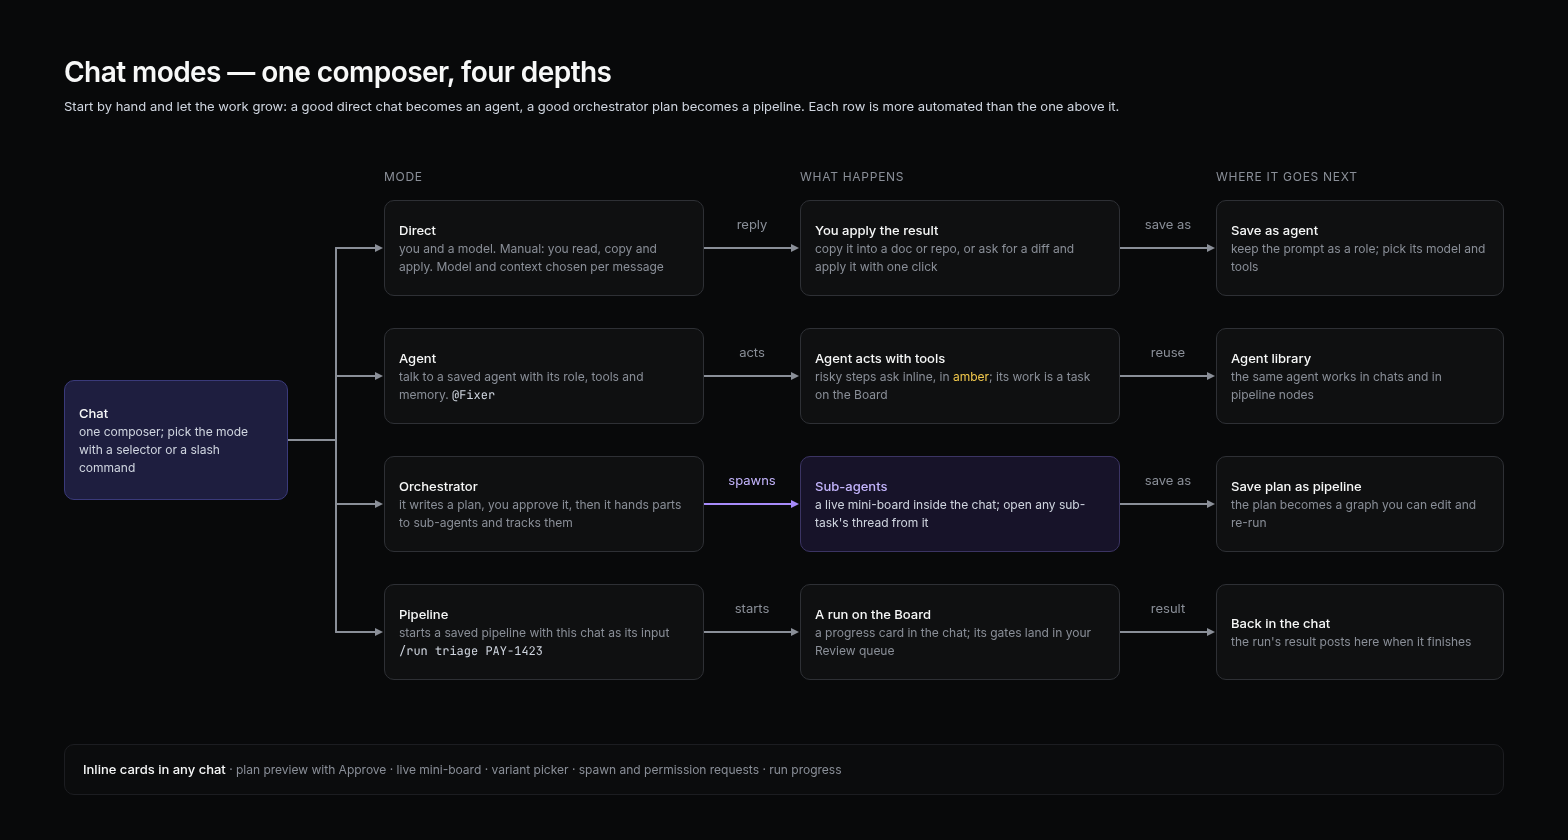 Chat modes — one composer, four depths
Start by hand and let the work grow: a good direct chat becomes an agent, a good orchestrator plan becomes a pipeline. Each row is more automated than the one above it.
MODE
WHAT HAPPENS
WHERE IT GOES NEXT
Chat
one composer; pick the mode
with a selector or a slash
command
Direct
you and a model. Manual: you read, copy and
apply. Model and context chosen per message
reply
You apply the result
copy it into a doc or repo, or ask for a diff and
apply it with one click
save as
Save as agent
keep the prompt as a role; pick its model and
tools
Agent
talk to a saved agent with its role, tools and
memory. @Fixer
acts
Agent acts with tools
risky steps ask inline, in amber; its work is a task
on the Board
reuse
Agent library
the same agent works in chats and in
pipeline nodes
Orchestrator
it writes a plan, you approve it, then it hands parts
to sub-agents and tracks them
spawns
Sub-agents
a live mini-board inside the chat; open any sub-
task's thread from it
save as
Save plan as pipeline
the plan becomes a graph you can edit and
re-run
Pipeline
starts a saved pipeline with this chat as its input
/run triage PAY-1423
starts
A run on the Board
a progress card in the chat; its gates land in your
Review queue
result
Back in the chat
the run's result posts here when it finishes
Inline cards in any chat · plan preview with Approve · live mini-board · variant picker · spawn and permission requests · run progress